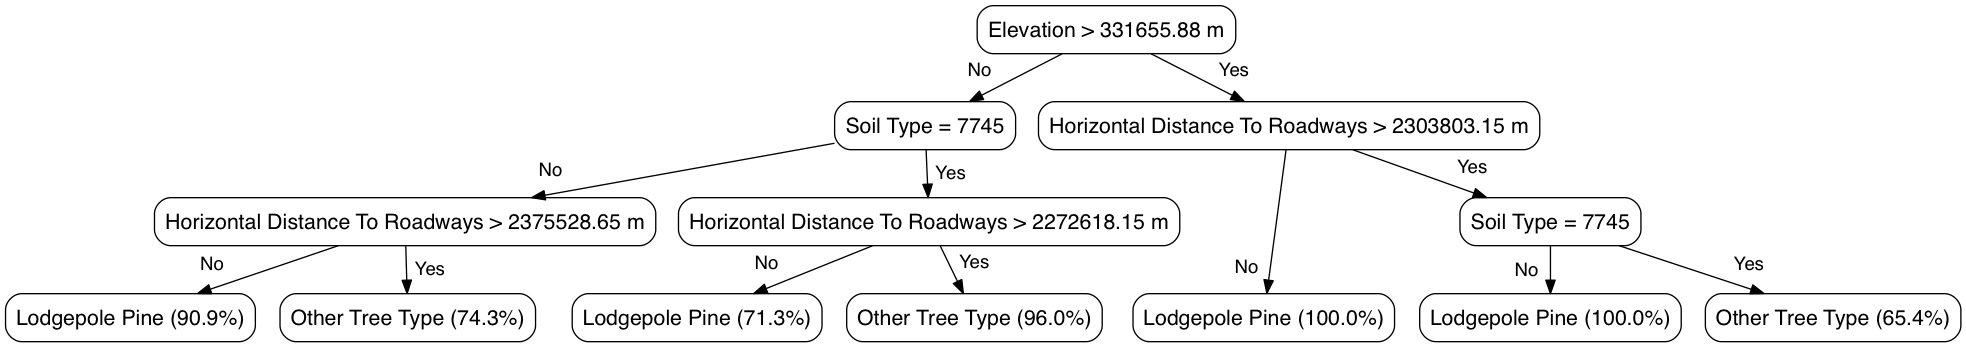 Elevation > 331655.88 m
No
Yes
Soil Type = 7745
Horizontal Distance To Roadways > 2303803.15 m
No
Yes
Yes
Horizontal Distance To Roadways > 2375528.65 m
Horizontal Distance To Roadways > 2272618.15 m
Soil Type = 7745
No
Yes
No
Yes
No
No
Yes
Lodgepole Pine (90.9%)
Other Tree Type (74.3%)
Lodgepole Pine (71.3%)
Other Tree Type (96.0%)
Lodgepole Pine (100.0%)
Lodgepole Pine (100.0%)
Other Tree Type (65.4%)